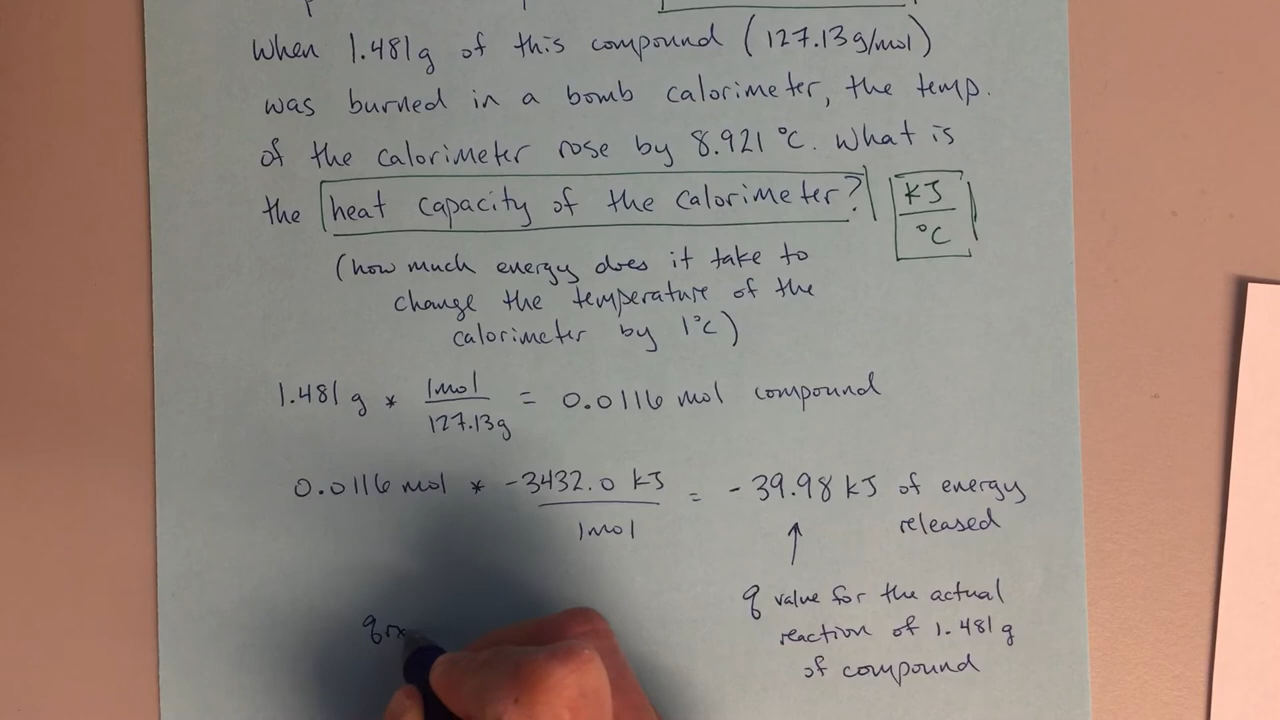 When 1.481g of this compound (127.13g/mol)
was burned in a bomb calorimeter, the temp.
of the calorimeter rose by 8.921 °C. What is
the heat capacity of the calorimeter? kJ/°C
(how much energy does it take to
change the temperature of the
calorimeter by 1°C)
1.481 g * 1mol/127.13g = 0.0116 mol compound
0.0116 mol * -3432.0 kJ/1mol = -39.98 kJ of energy
released
q value for the actual
reaction of 1.481g
of compound
qrx